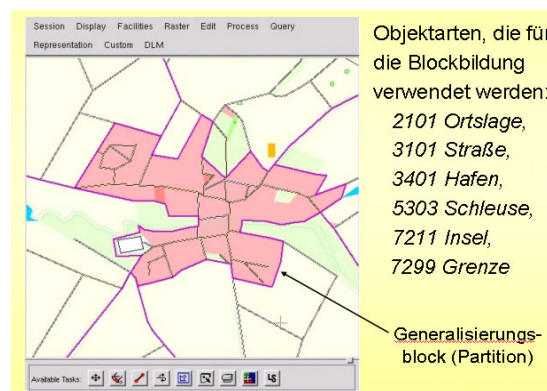 Session Display Facilities Raster Edit Process Query
Representation Custom DLM
Objektarten, die für
die Blockbildung
verwendet werden:
2101 Ortslage,
3101 Straße,
3401 Hafen,
5303 Schleuse,
7211 Insel,
7299 Grenze
Generalisierungs-
block (Partition)
Available Tasks:
LS